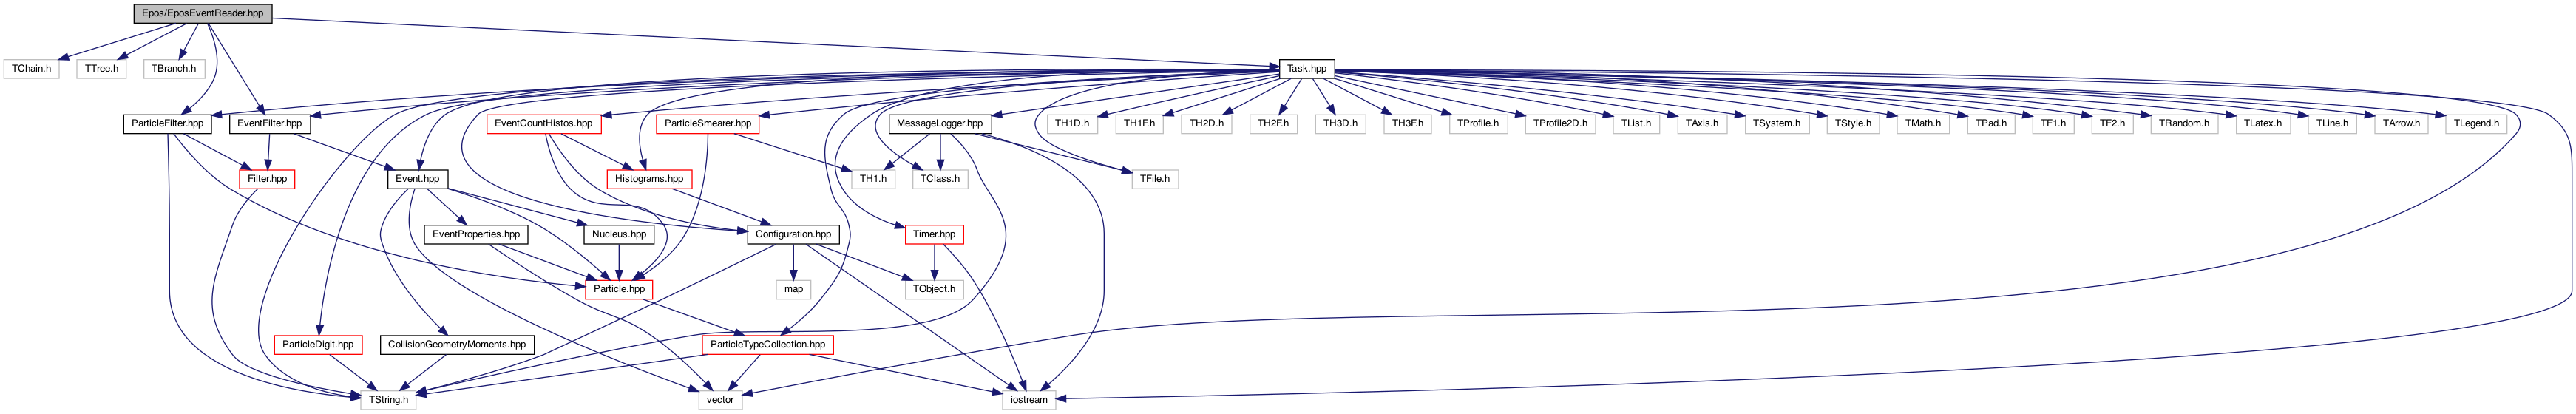 Epos/EposEventReader.hpp
TChain.h
TTree.h
TBranch.h
Task.hpp
ParticleFilter.hpp
EventFilter.hpp
EventCountHistos.hpp
ParticleSmearer.hpp
MessageLogger.hpp
TH1D.h
TH1F.h
TH2D.h
TH2F.h
TH3D.h
TH3F.h
TProfile.h
TProfile2D.h
TList.h
TAxis.h
TSystem.h
TStyle.h
TMath.h
TPad.h
TF1.h
TF2.h
TRandom.h
TLatex.h
TLine.h
TArrow.h
TLegend.h
Filter.hpp
Event.hpp
Histograms.hpp
TH1.h
TClass.h
TFile.h
EventProperties.hpp
Nucleus.hpp
Configuration.hpp
Timer.hpp
Particle.hpp
map
TObject.h
ParticleDigit.hpp
CollisionGeometryMoments.hpp
ParticleTypeCollection.hpp
TString.h
vector
iostream